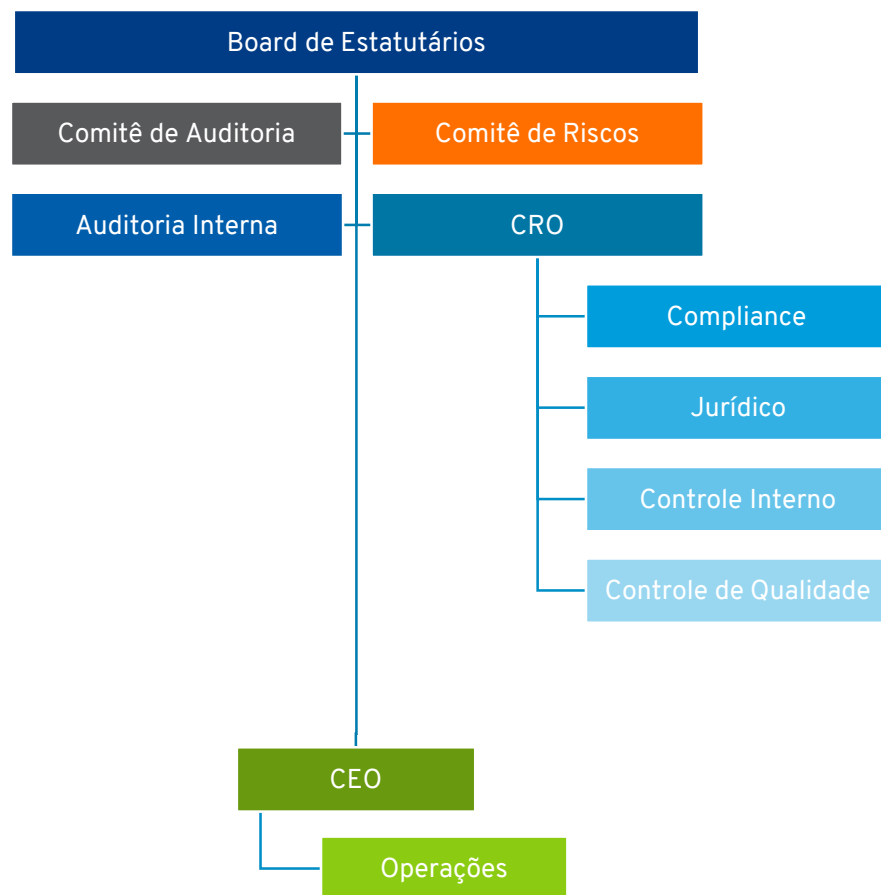 Board de Estatutários
Comitê de Auditoria
Comitê de Riscos
Auditoria Interna
CRO
Compliance
Jurídico
Controle Interno
Controle de Qualidade
CEO
Operações